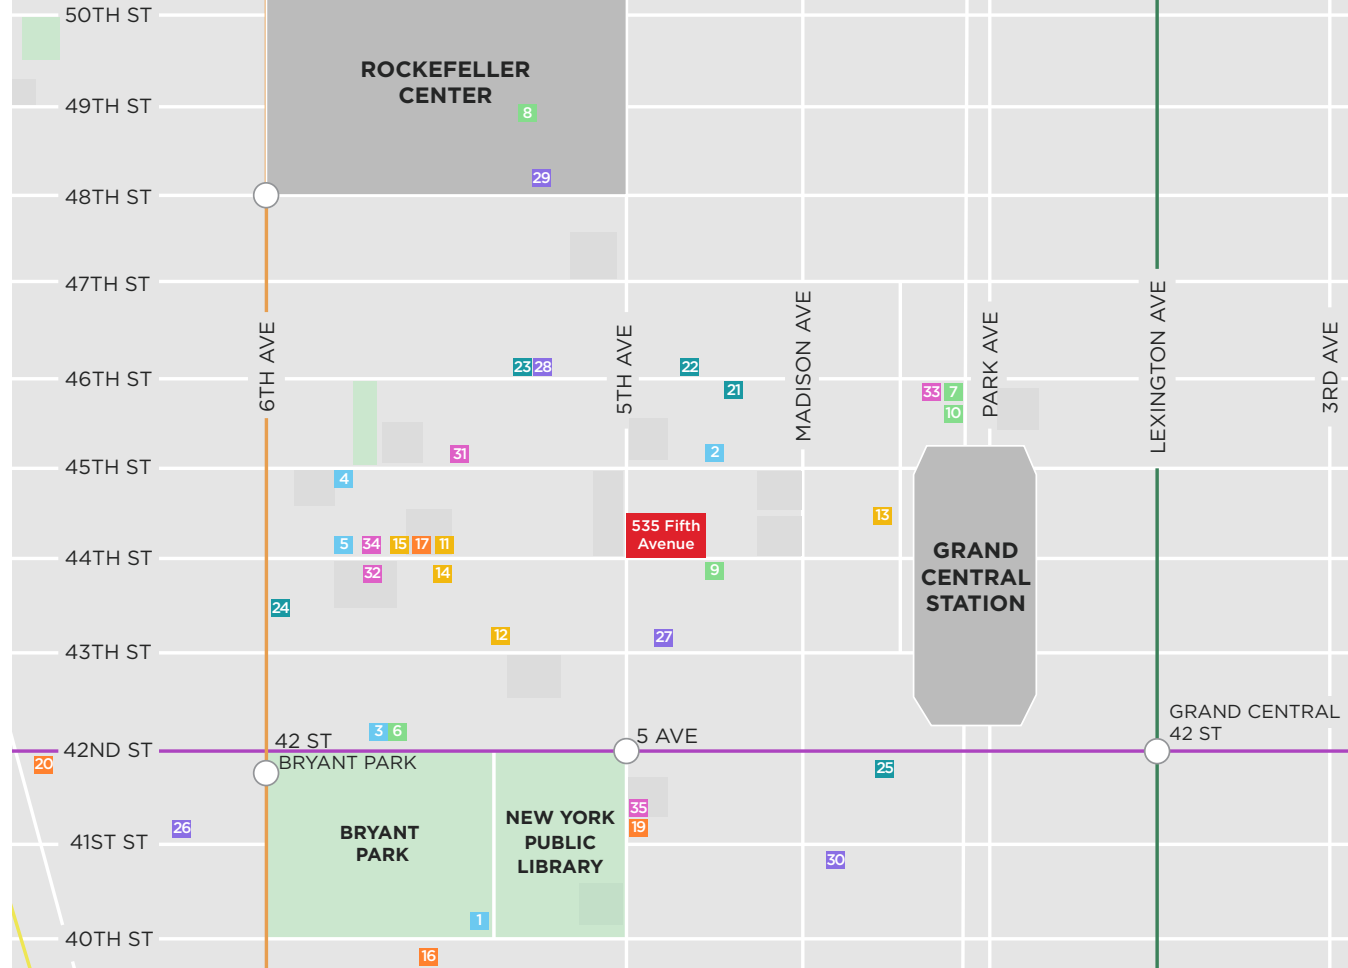 50TH ST
ROCKEFELLER
CENTER
49TH ST
8
29
48TH ST
47TH ST
6TH AVE
5TH AVE
MADISON AVE
PARK AVE
LEXINGTON AVE
3RD AVE
23 28
22
46TH ST
21
33 7
10
31
2
45TH ST
4
13
535 Fifth
Avenue
5 34 15 17 11
44TH ST
GRAND
CENTRAL
STATION
32 14
9
24
12
27
43TH ST
GRAND CENTRAL
42 ST
3 6
42 ST
5 AVE
42ND ST
BRYANT PARK
20
25
35
NEW YORK
PUBLIC
LIBRARY
26
19
BRYANT
PARK
41ST ST
30
1
40TH ST
16